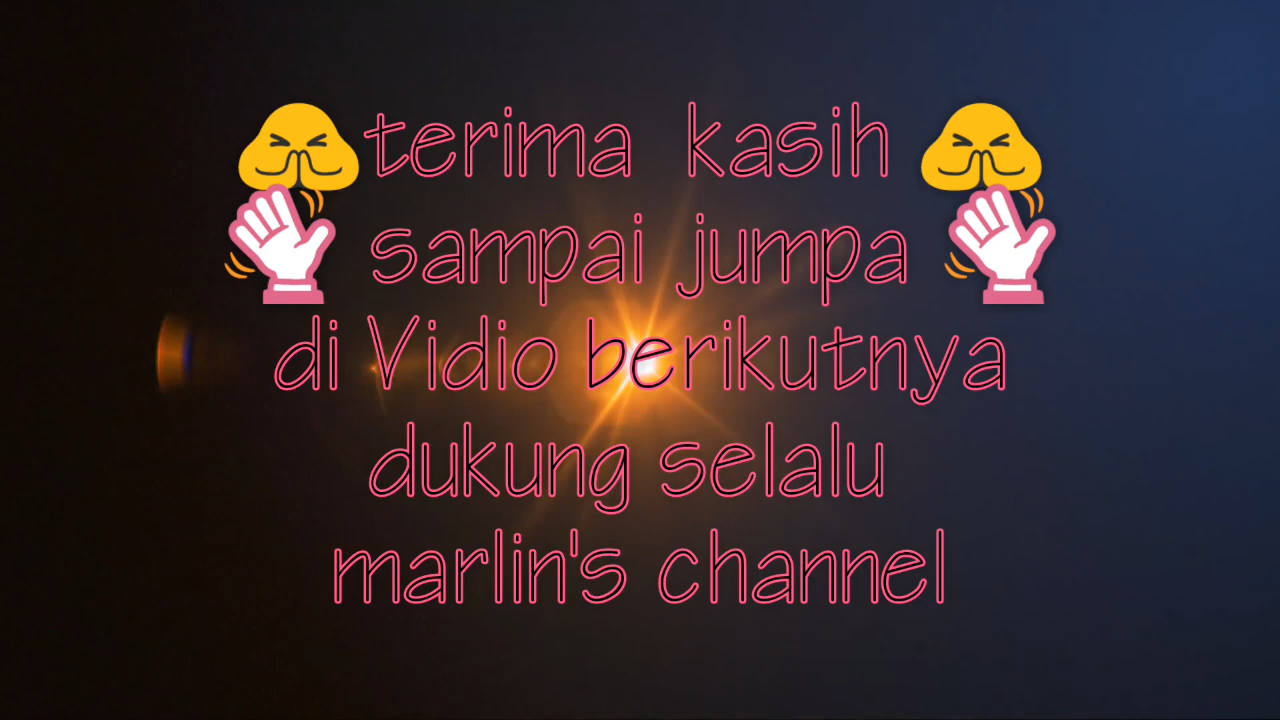 terima kasih
sampai jumpa
di Vidio berikutnya
dukung selalu
marlin's channel